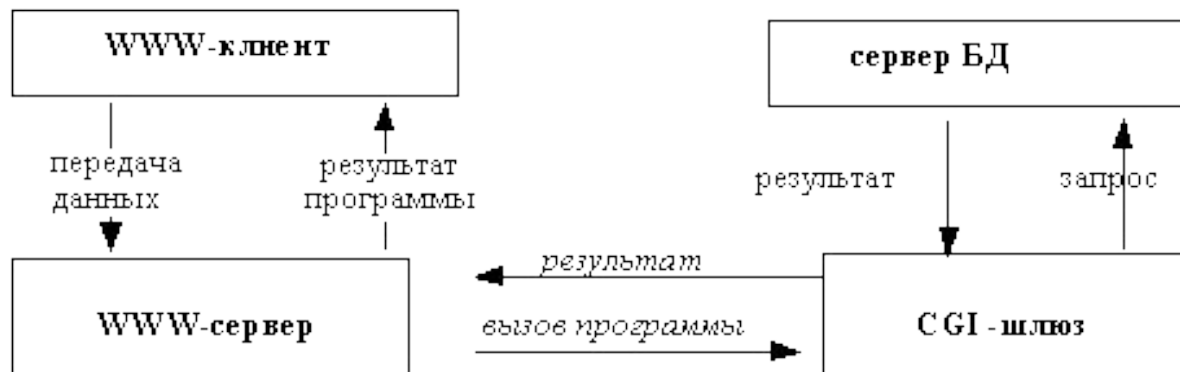 WWW-клиент
сервер БД
передача
данных
результат
программы
результат
запрос
результат
вызов программы
WWW-сервер
CGI -шлюз